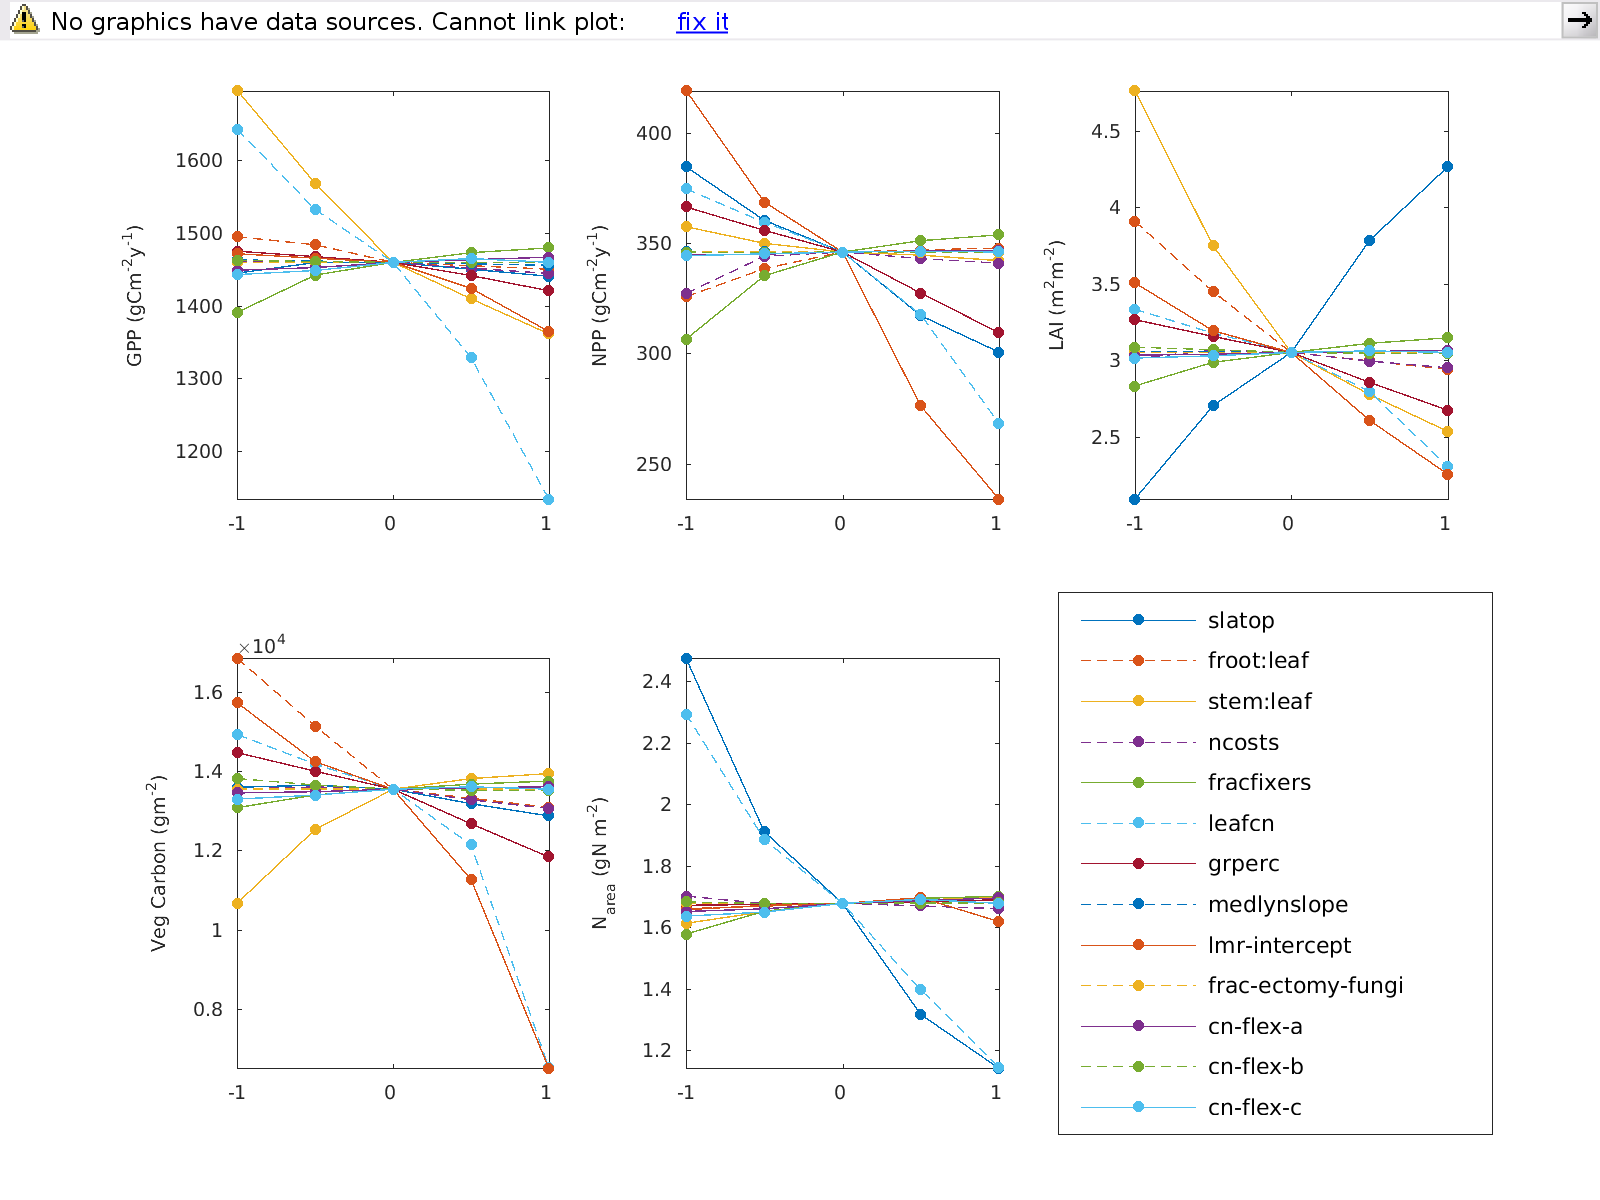 No graphics have data sources. Cannot link plot: fix it
GPP (gCm-2y-1)
1600
1500
1400
1300
1200
-1 0 1
NPP (gCm-2y-1)
400
350
300
250
-1 0 1
LAI (m2m-2)
4.5
4
3.5
3
2.5
-1 0 1
Veg Carbon (gm-2)
×104
1.6
1.4
1.2
1
0.8
-1 0 1
Narea (gN m-2)
2.4
2.2
2
1.8
1.6
1.4
1.2
-1 0 1
slatop
froot:leaf
stem:leaf
ncosts
fracfixers
leafcn
grperc
medlynslope
lmr-intercept
frac-ectomy-fungi
cn-flex-a
cn-flex-b
cn-flex-c